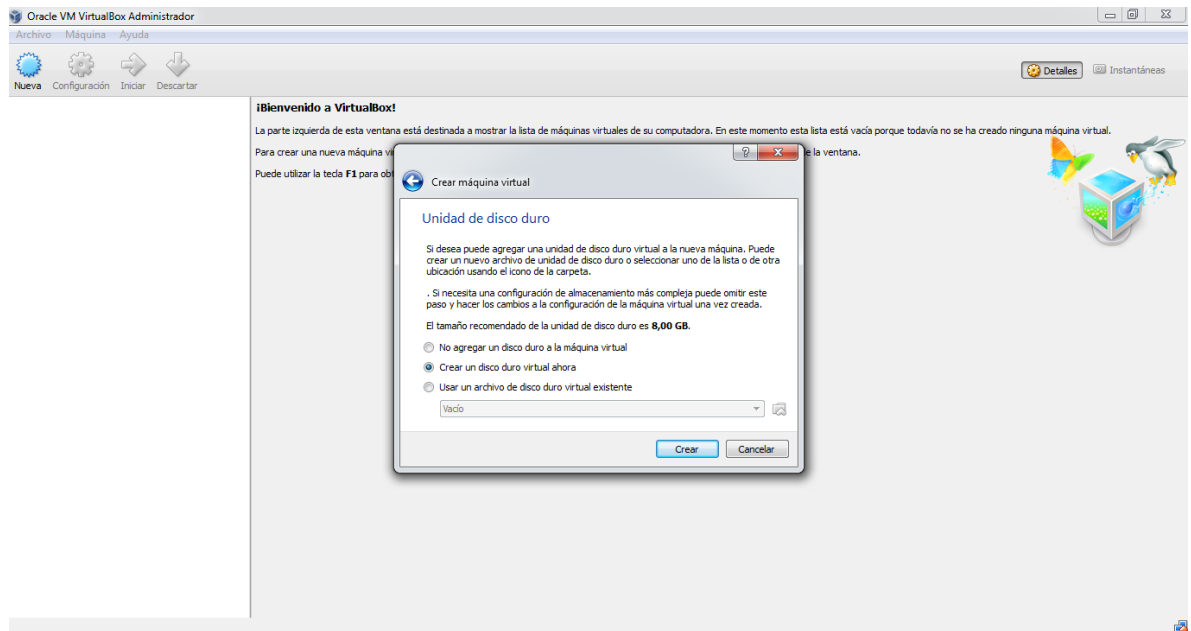 Oracle VM VirtualBox Administrador
Archivo Máquina Ayuda
Nueva Configuración Iniciar Descartar
Detalles Instantáneas
¡Bienvenido a VirtualBox!
La parte izquierda de esta ventana está destinada a mostrar la lista de máquinas virtuales de su computadora. En este momento esta lista está vacía porque todavía no se ha creado ninguna máquina virtual.
Para crear una nueva máquina
e la ventana.
Puede utilizar la tecla F1 para
Crear máquina virtual
Unidad de disco duro
Si desea puede agregar una unidad de disco duro virtual a la nueva máquina. Puede
crear un nuevo archivo de unidad de disco duro o seleccionar uno de la lista o de otra
ubicación usando el icono de la carpeta.
. Si necesita una configuración de almacenamiento más compleja puede omitir este
paso y hacer los cambios a la configuración de la máquina virtual una vez creada.
El tamaño recomendado de la unidad de disco duro es 8,00 GB.
No agregar un disco duro a la máquina virtual
Crear un disco duro virtual ahora
Usar un archivo de disco duro virtual existente
Vacío
Crear Cancelar